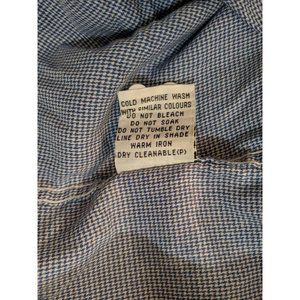 COLD MACHINE WASH
WITH SIMILAR COLOURS
DO NOT BLEACH
DO NOT SOAK
DO NOT TUMBLE DRY
LINE DRY IN SHADE
WARM IRON
DRY CLEANABLE(P)